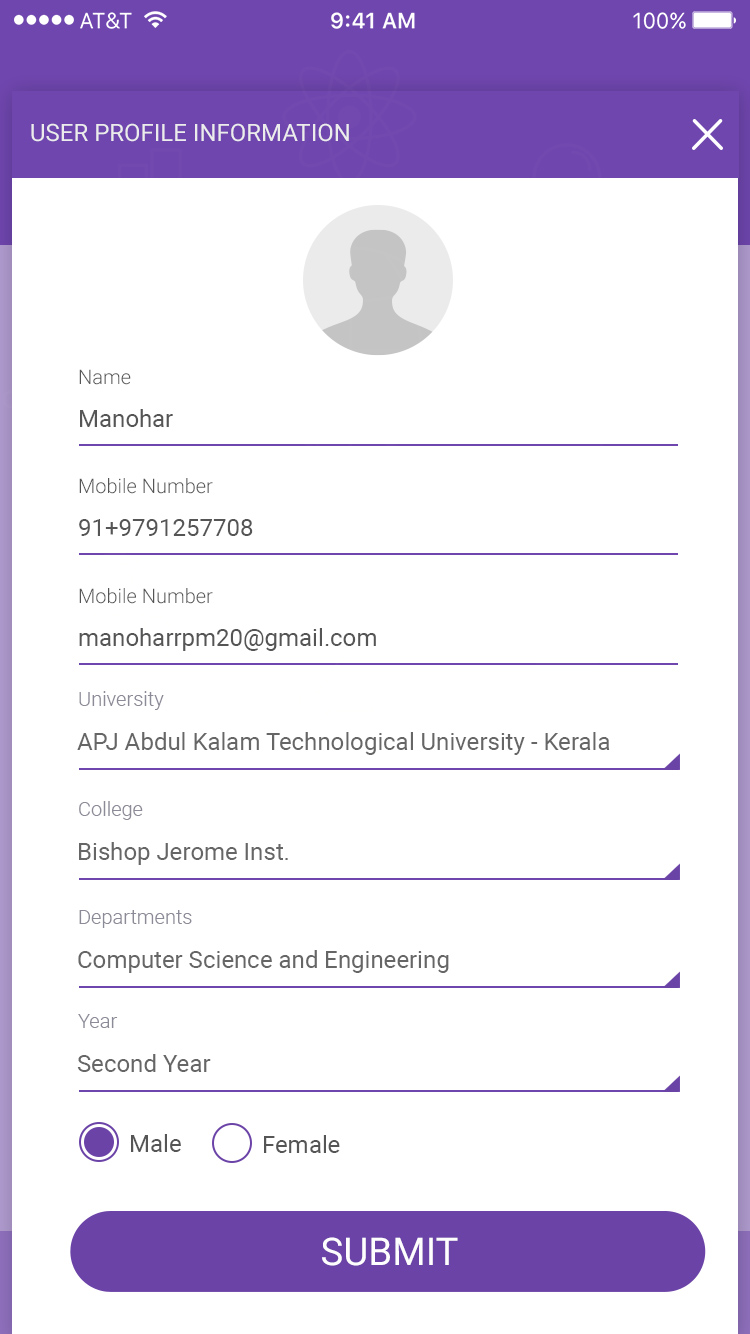 AT&T 9:41 AM 100%
USER PROFILE INFORMATION
Name
Manohar
Mobile Number
91+9791257708
Mobile Number
manoharrpm20@gmail.com
University
APJ Abdul Kalam Technological University - Kerala
College
Bishop Jerome Inst.
Departments
Computer Science and Engineering
Year
Second Year
Male Female
SUBMIT